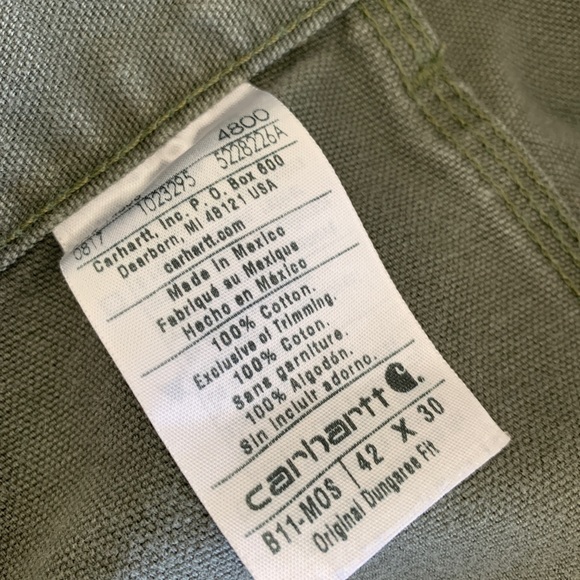 4800
0817 1023295 5228226A
Carhartt, Inc. P. O. Box 600
Dearborn, MI 48121 USA
carhartt.com
Made in Mexico
Fabriqué au Mexique
Hecho en México
100% Cotton.
Exclusive of Trimming.
100% Coton.
Sans garniture.
100% Algodón.
Sin incluir adorno.
carhartt
B11-MOS | 42 X 30
Original Dungaree Fit